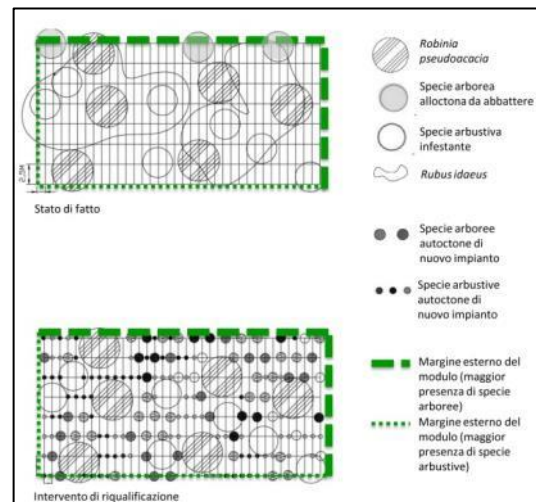 Robinia
pseudoacacia
Specie arborea
alloctona da abbattere
Specie arbustiva
infestante
Rubus idaeus
2,5M
Stato di fatto
Specie arboree
autoctone di
nuovo impianto
Specie arbustive
autoctone di
nuovo impianto
Margine esterno del
modulo (maggior
presenza di specie
arboree)
Margine esterno del
modulo (maggior
presenza di specie
arbustive)
Intervento di riqualificazione